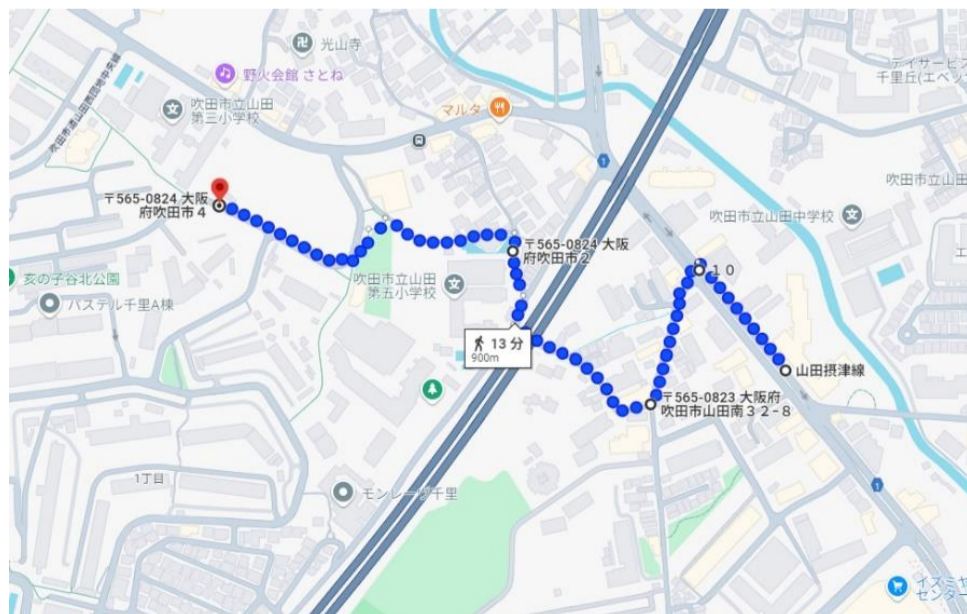 光山寺
野火会館 さとね
吹田市立山田
第三小学校
マルタ
デイサービス
千里丘(エベッ
1
吹田市立山田
〒565-0824 大阪
府吹田市4
吹田市立山田中学校
〒565-0824 大阪
府吹田市2
10
亥の子谷北公園
パステル千里A棟
吹田市立山田
第五小学校
13 分
900m
山田摂津線
〒565-0823 大阪府
吹田市山田南32-8
1丁目
モンレーヴ千里
1
イズミヤ
センター